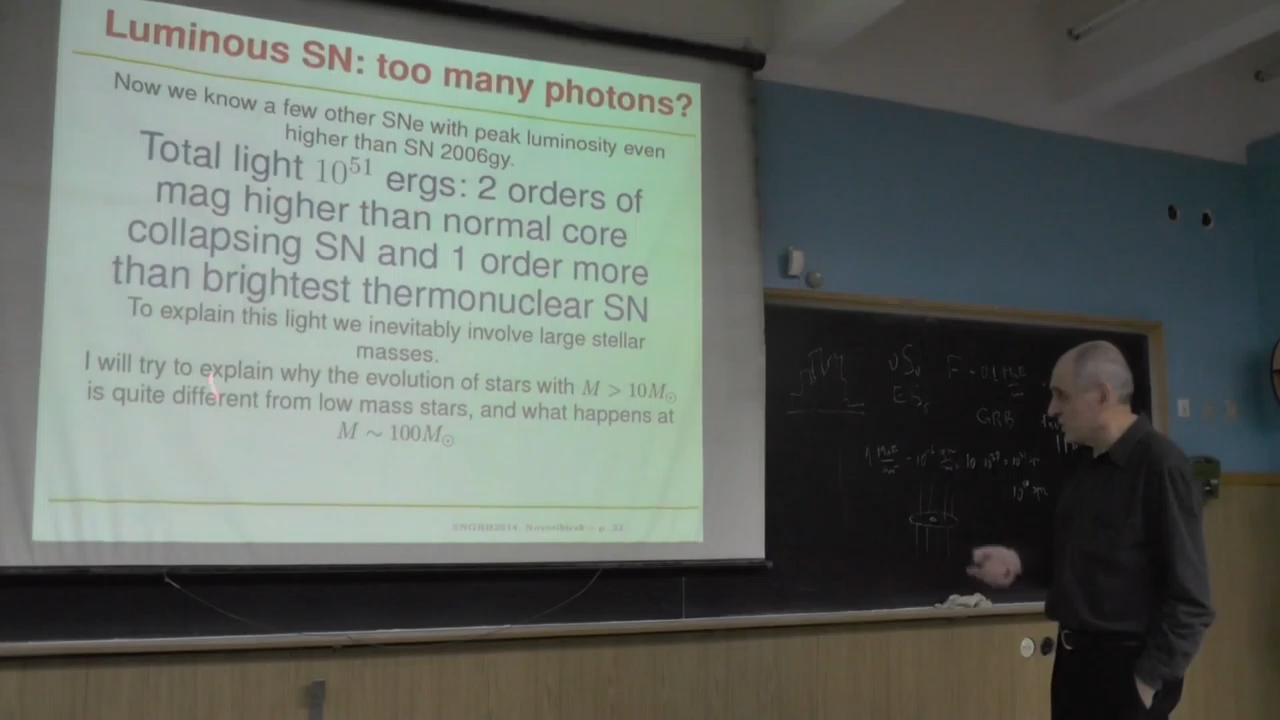 Luminous SN: too many photons?
Now we know a few other SNe with peak luminosity even
higher than SN 2006gy.
Total light 10^51 ergs: 2 orders of
mag higher than normal core
collapsing SN and 1 order more
than brightest thermonuclear SN
To explain this light we inevitably involve large stellar
masses.
I will try to explain why the evolution of stars with M > 10M⊙
is quite different from low mass stars, and what happens at
M ∼ 100M⊙
SNGRB2014, Novosibirsk – p. 
GRB